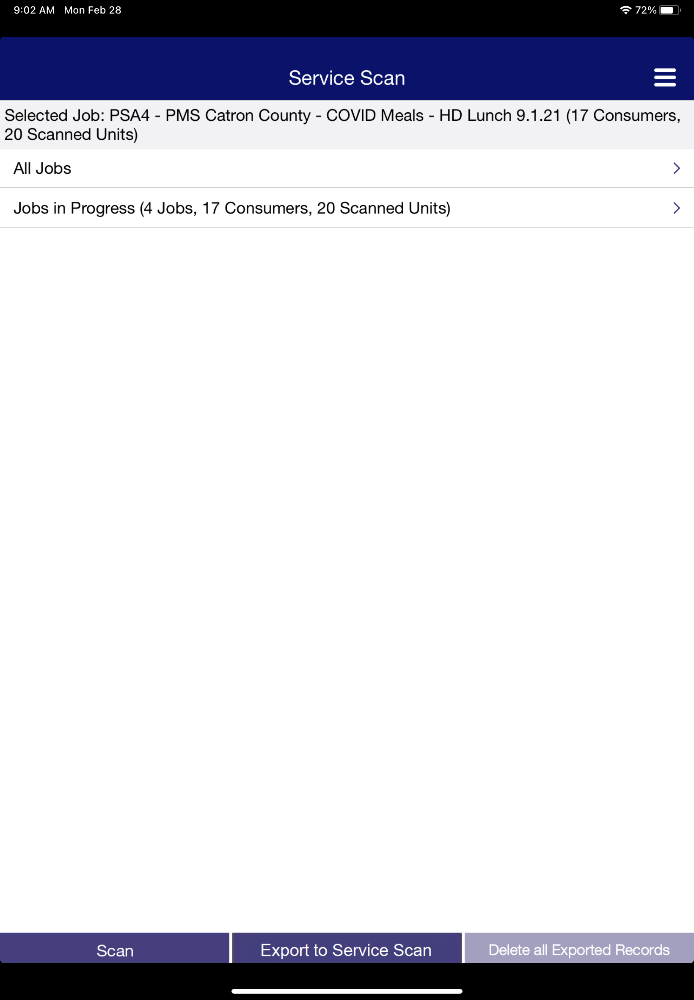 9:02 AM Mon Feb 28
72%
Service Scan
Selected Job: PSA4 - PMS Catron County - COVID Meals - HD Lunch 9.1.21 (17 Consumers,
20 Scanned Units)
All Jobs
Jobs in Progress (4 Jobs, 17 Consumers, 20 Scanned Units)
Scan
Export to Service Scan
Delete all Exported Records